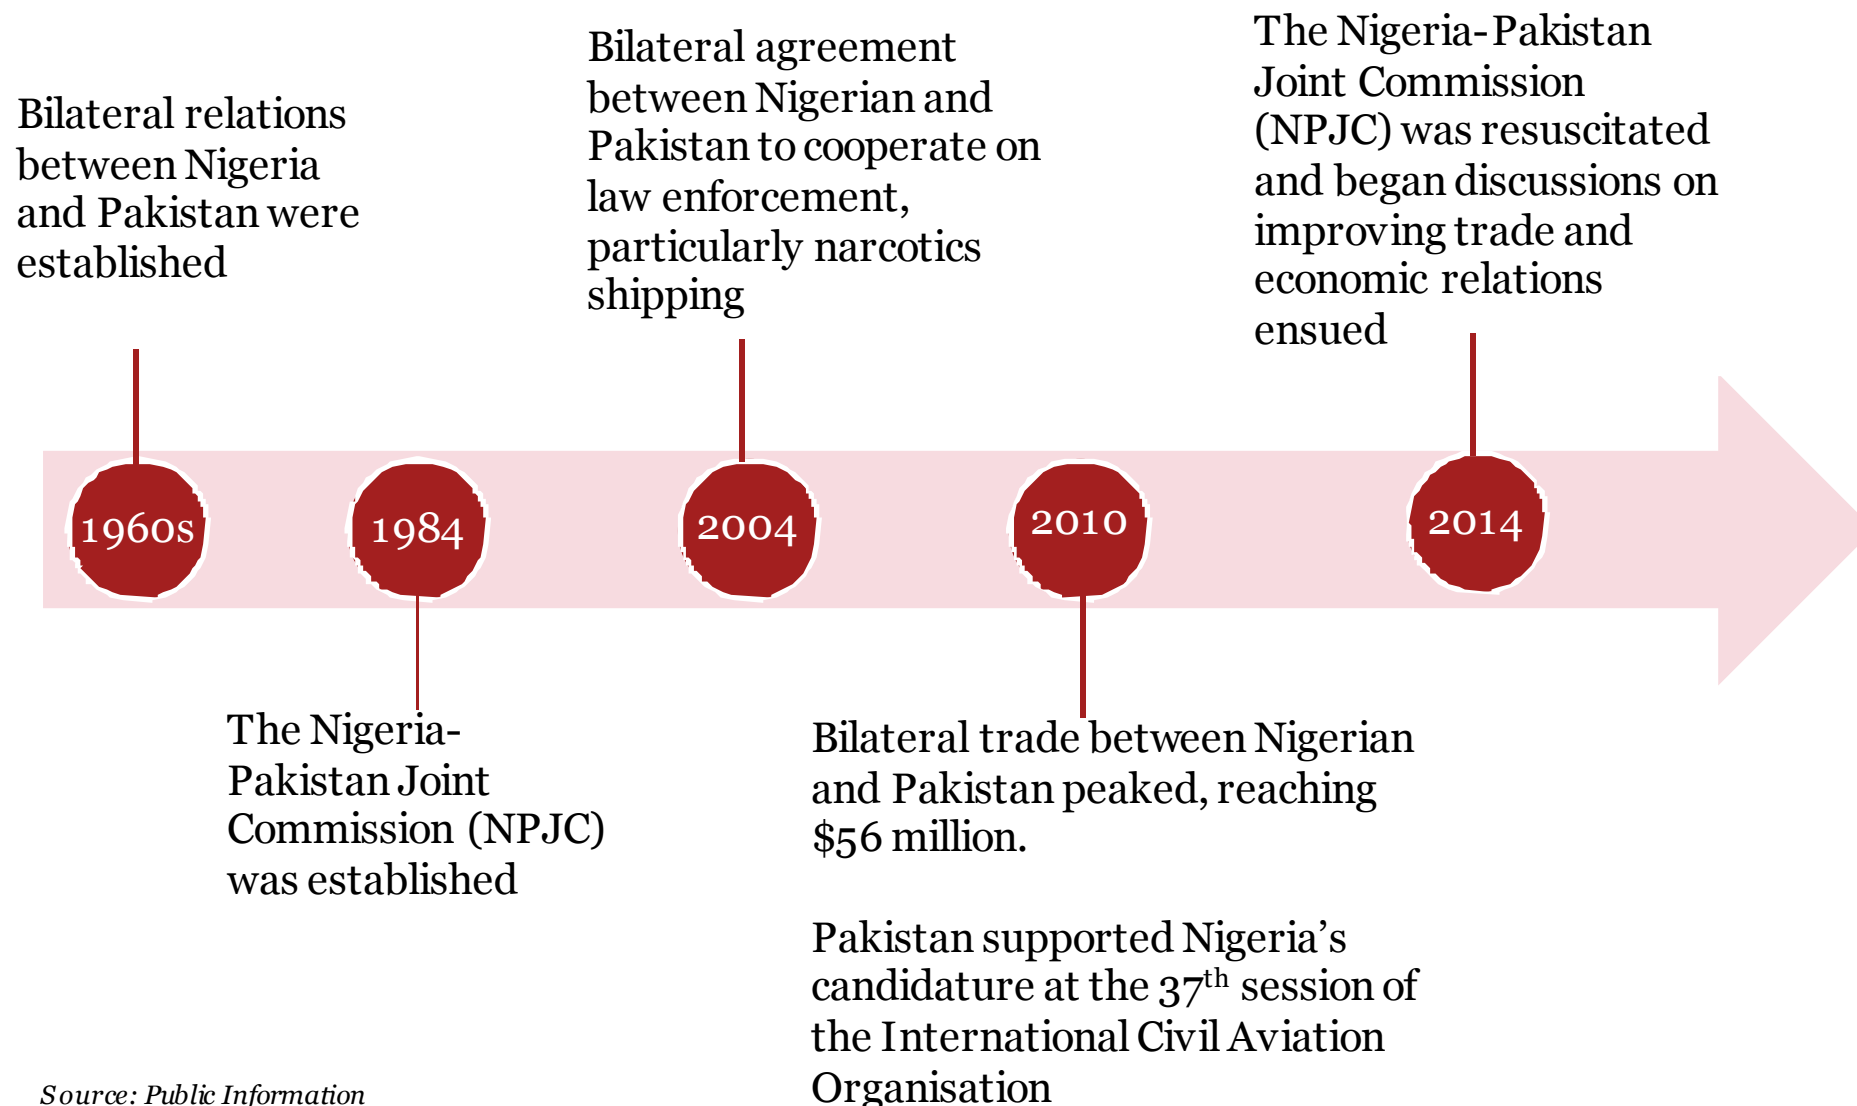 Bilateral relations
between Nigeria
and Pakistan were
established
Bilateral agreement
between Nigerian and
Pakistan to cooperate on
law enforcement,
particularly narcotics
shipping
The Nigeria-Pakistan
Joint Commission
(NPJC) was resuscitated
and began discussions on
improving trade and
economic relations
ensued
1960s
1984
2004
2010
2014
The Nigeria-
Pakistan Joint
Commission (NPJC)
was established
Bilateral trade between Nigerian
and Pakistan peaked, reaching
$56 million.
Pakistan supported Nigeria’s
candidature at the 37th session of
the International Civil Aviation
Organisation
Source: Public Information